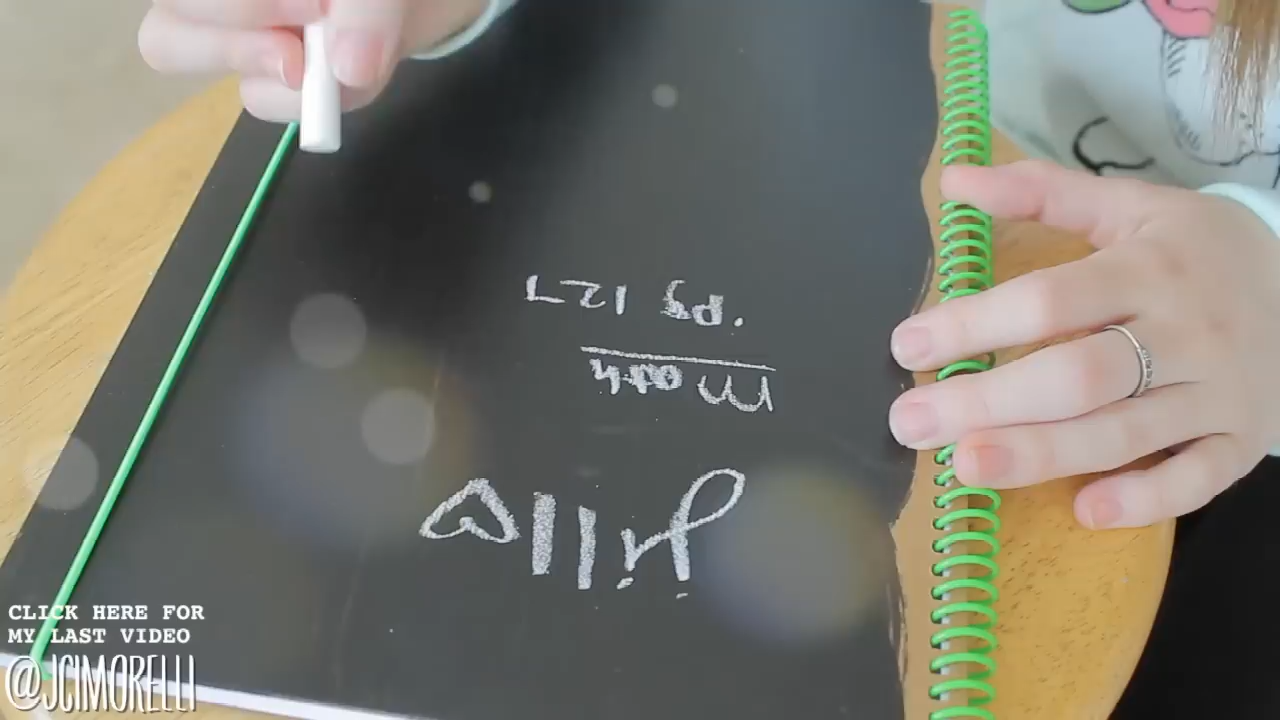 jill ♡
Math
· pg 127
CLICK HERE FOR
MY LAST VIDEO
@JCIMORELLI